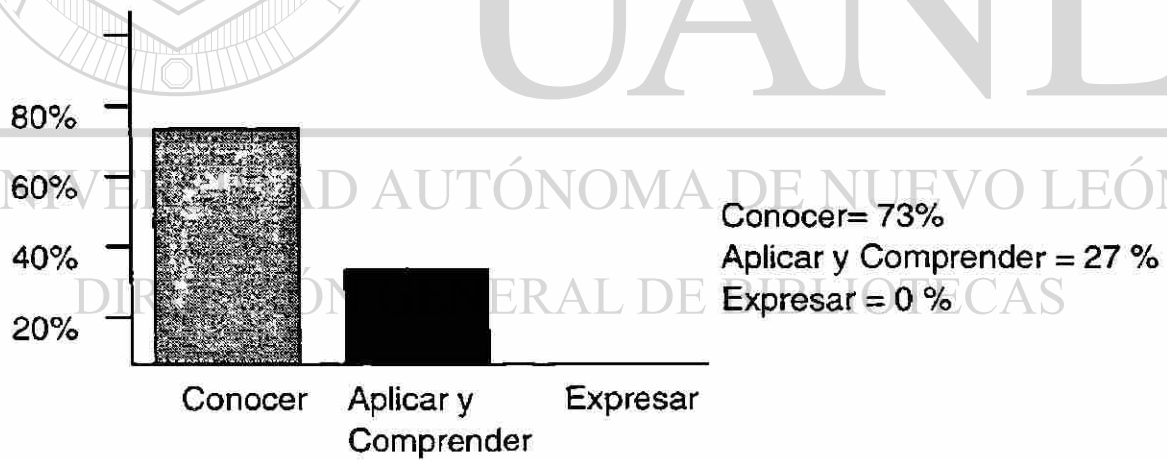 UANL
80%
UNIVERSIDAD AUTÓNOMA DE NUEVO LEÓN
60%
Conocer= 73%
40%
Aplicar y Comprender = 27 %
DIRECCIÓN GENERAL DE BIBLIOTECAS
Expresar = 0 %
20%
Conocer
Aplicar y
Comprender
Expresar